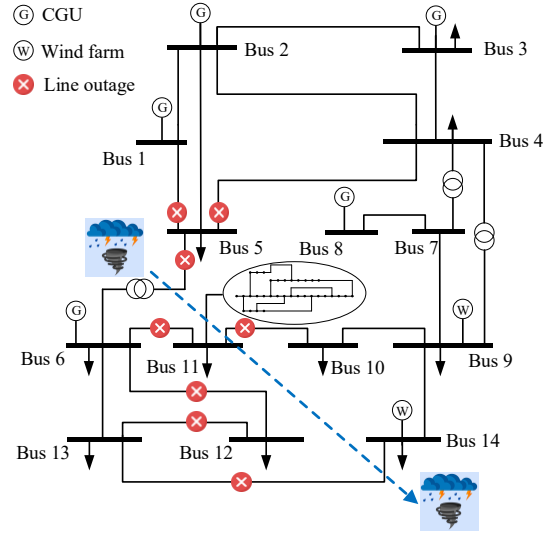 G CGU
W Wind farm
Line outage
G
Bus 2
G
Bus 3
G
Bus 1
Bus 4
G
Bus 5
Bus 8
Bus 7
G
W
Bus 6
Bus 11
Bus 10
Bus 9
W
Bus 13
Bus 12
Bus 14